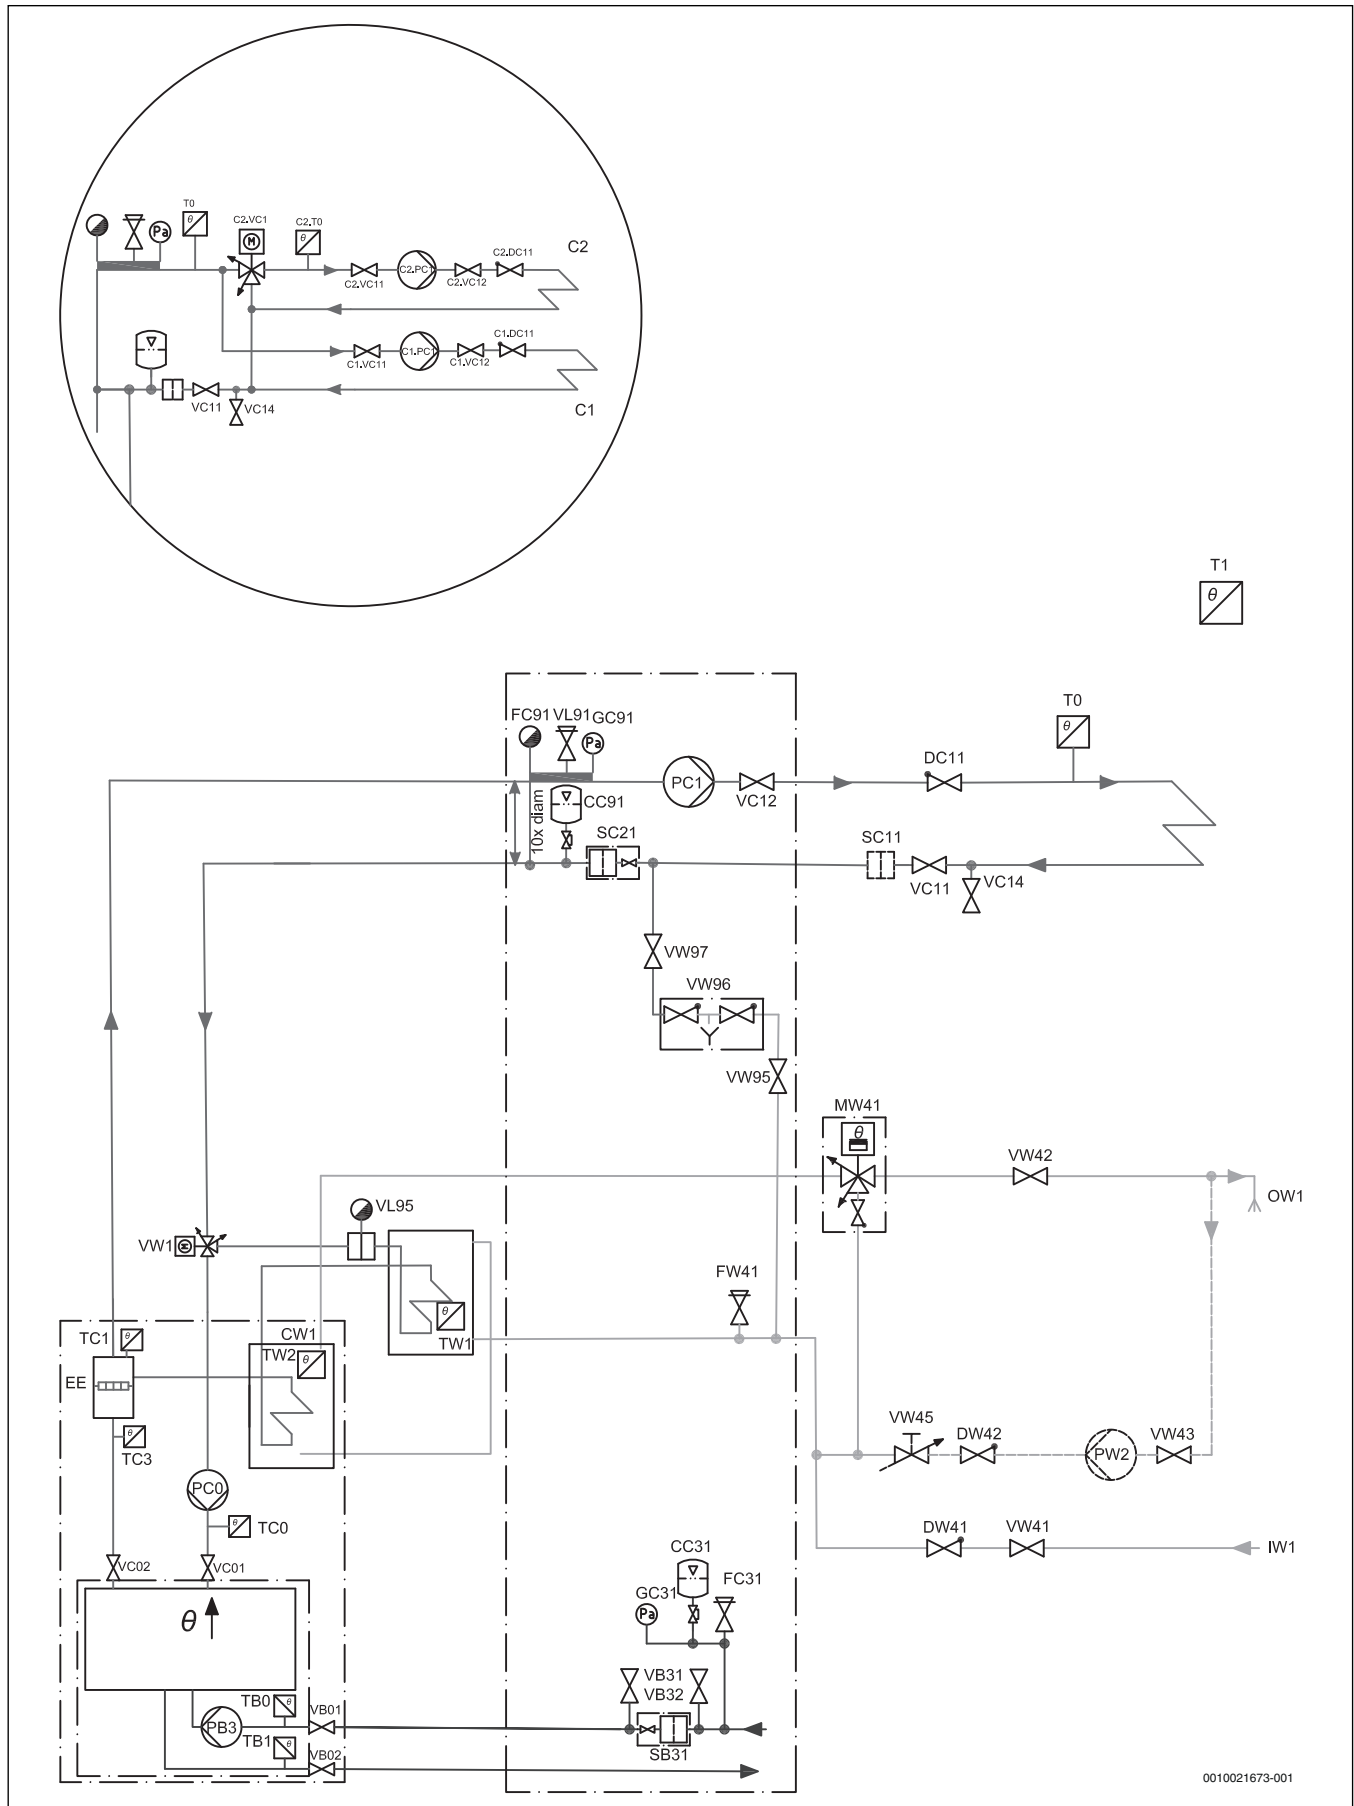 T0
C2.VC1
C2.T0
θ
M
θ
Pa
C2.DC11
C2
C2.PC1
C2.VC11
C2.VC12
C1.DC11
C1.PC1
C1.VC11
C1.VC12
VC11
VC14
C1
T1
θ
FC91
VL91
GC91
Pa
T0
θ
PC1
VC12
DC11
10x diam
CC91
SC21
SC11
VC11
VC14
VW97
VW96
VW95
MW41
θ
VW42
OW1
VL95
VW1
M
FW41
θ
TW1
TC1
θ
CW1
TW2
θ
EE
θ
TC3
VW45
DW42
PW2
VW43
PC0
θ
TC0
DW41
VW41
IW1
VC02
VC01
CC31
FC31
GC31
Pa
θ
VB31
VB32
TB0
θ
VB01
PB3
TB1
θ
VB02
SB31
0010021673-001